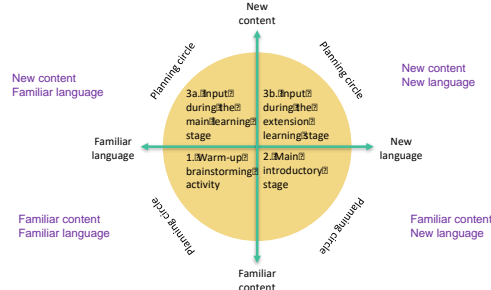 New
content
Planning circle
Planning circle
New content
Familiar language
New content
New language
3a. Input
during the
main learning
stage
3b. Input
during the
extension
learning stage
Familiar
language
New
language
1. Warm-up
brainstorming
activity
2. Main
introductory
stage
Familiar content
Familiar language
Familiar content
New language
Planning circle
Planning circle
Familiar
content